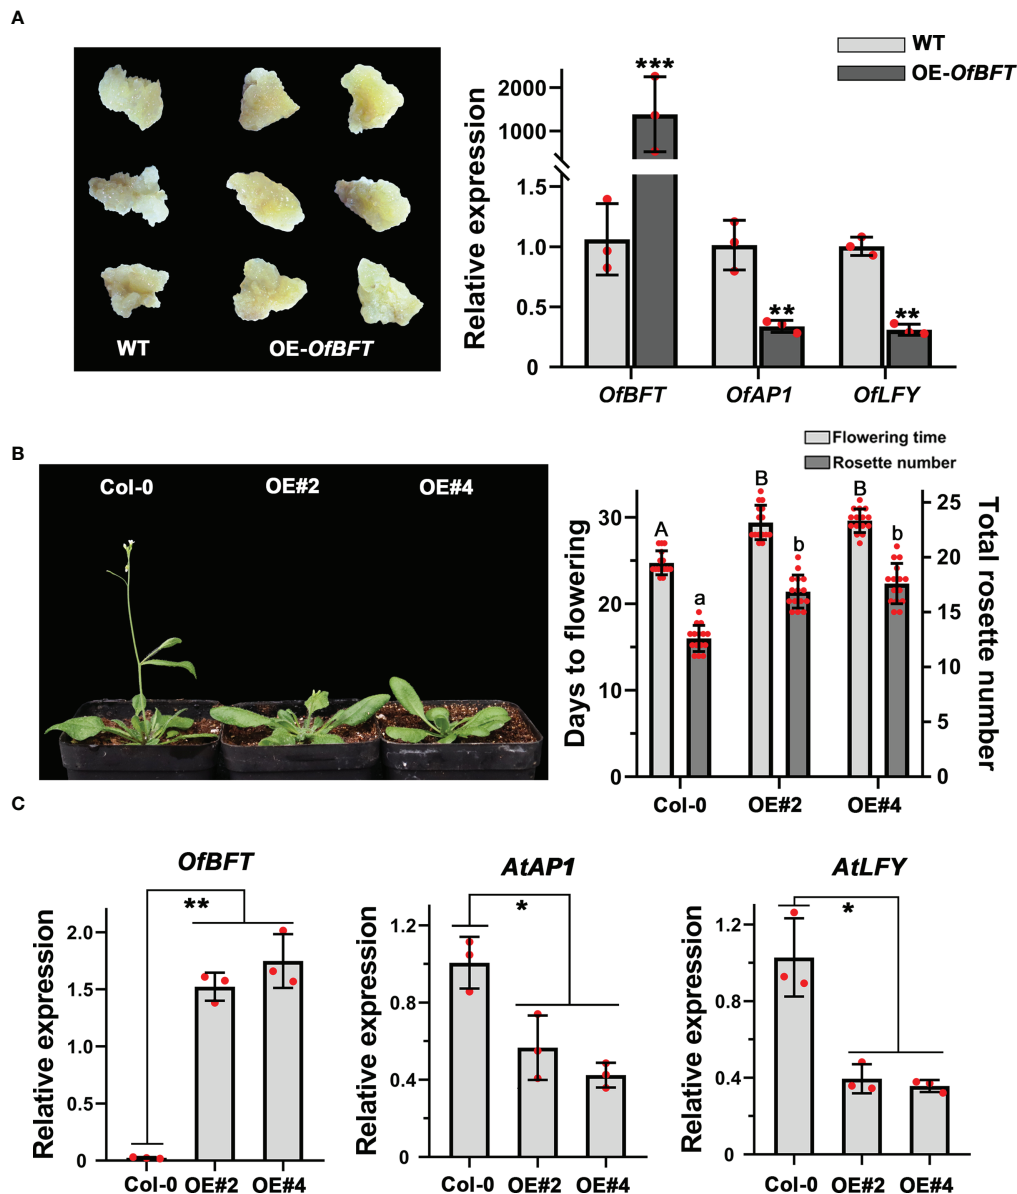 A
WT
OE-OfBFT
WT OE-OfBFT
Relative expression
2000
1000
1.5
1.0
0.5
0
***
**
**
OfBFT OfAP1 OfLFY
B
Col-0 OE#2 OE#4
Flowering time
Rosette number
Days to flowering
30
20
10
0
A
a
B
b
B
b
25
20
15
10
5
0
Total rosette number
Col-0 OE#2 OE#4
C
OfBFT
Relative expression
2.0
1.5
1.0
0.5
0
**
Col-0 OE#2 OE#4
AtAP1
Relative expression
1.2
0.8
0.4
0
*
Col-0 OE#2 OE#4
AtLFY
Relative expression
1.2
0.8
0.4
0
*
Col-0 OE#2 OE#4